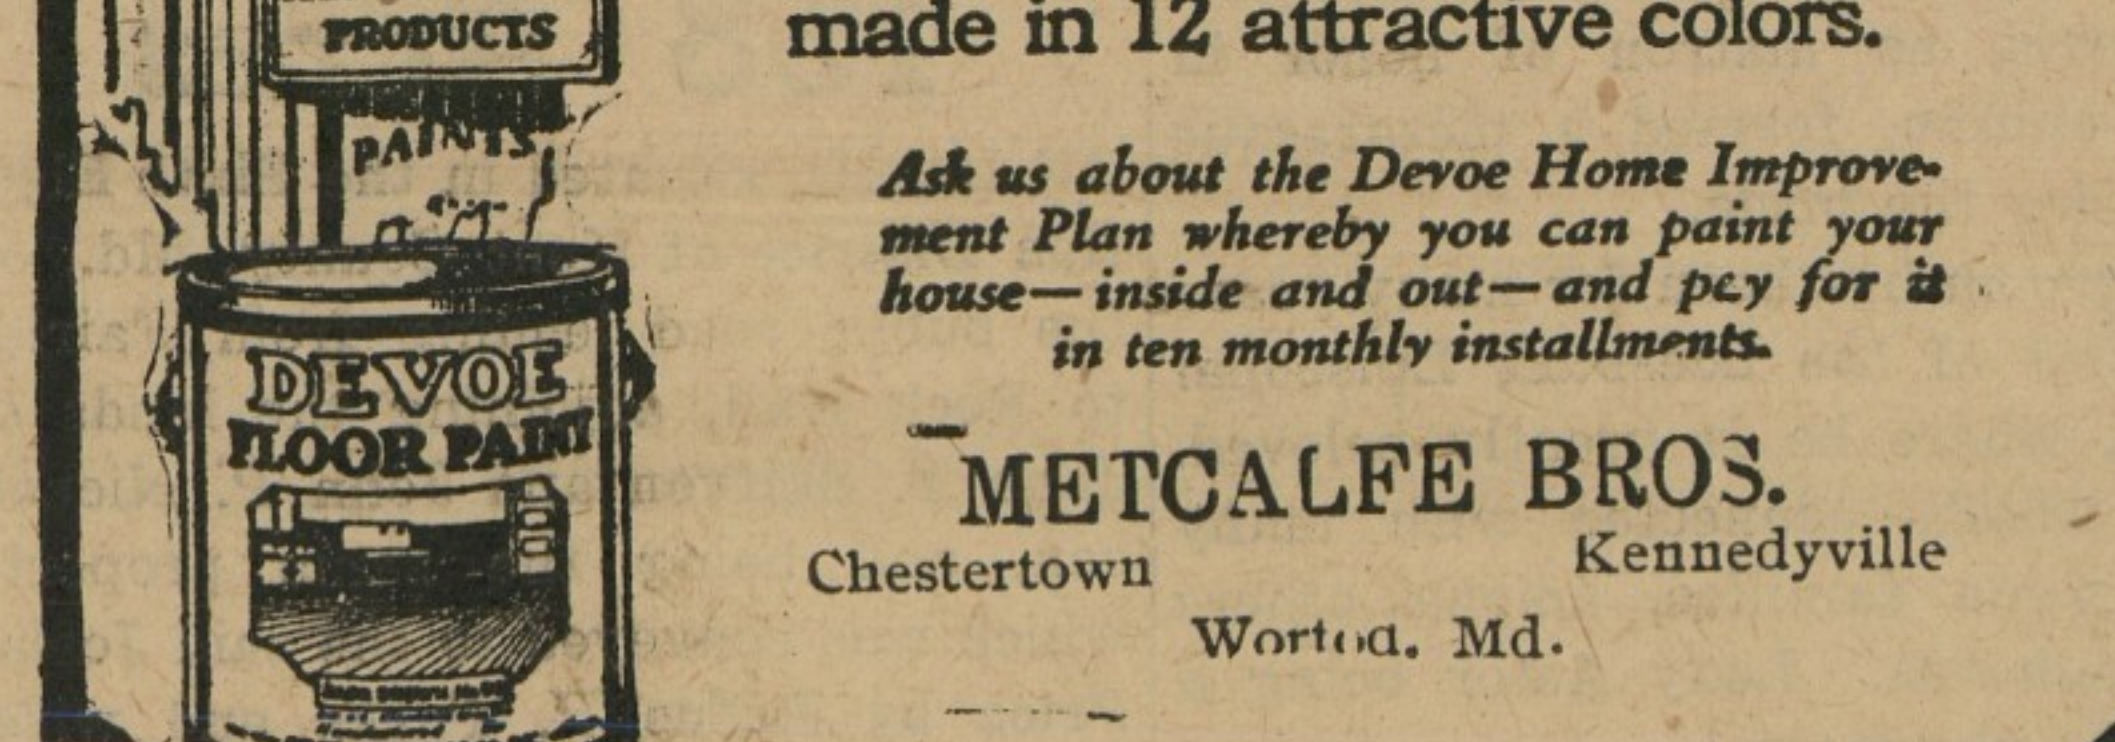 PRODUCTS
PAINTS
DEVOE
FLOOR PAINT
made in 12 attractive colors.
Ask us about the Devoe Home Improve-
ment Plan whereby you can paint your
house—inside and out—and pay for it
in ten monthly installments.
METCALFE BROS.
Chestertown Kennedyville
Worton, Md.